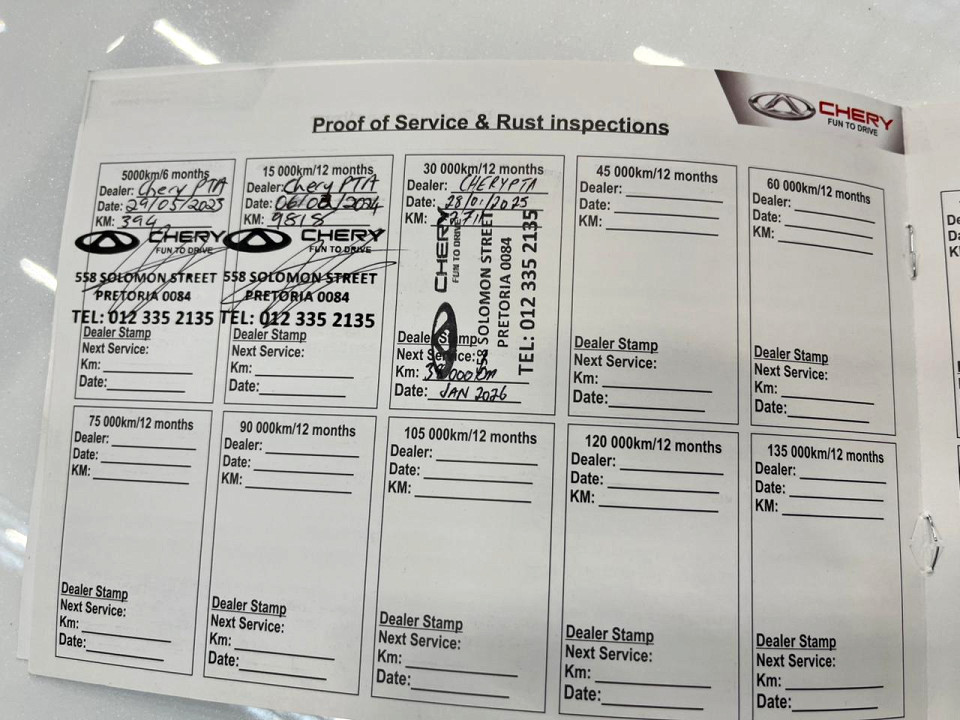 CHERY
FUN TO DRIVE
Proof of Service & Rust inspections
5000km/6 months
Dealer: Chery PTA
Date: 29/05/2023
KM: 394
CHERY
FUN TO DRIVE
558 SOLOMON STREET
PRETORIA 0084
TEL: 012 335 2135
Dealer Stamp
Next Service:
Km:
Date:
15 000km/12 months
Dealer: Chery PTA
Date: 06/02/2024
KM: 9818
CHERY
FUN TO DRIVE
558 SOLOMON STREET
PRETORIA 0084
TEL: 012 335 2135
Dealer Stamp
Next Service:
Km:
Date:
30 000km/12 months
Dealer: CHERY PTA
Date: 28/01/2025
KM:
CHERY
FUN TO DRIVE
558 SOLOMON STREET
PRETORIA 0084
TEL: 012 335 2135
Dealer Stamp
Next Service:
Km:
Date: JAN 2026
45 000km/12 months
Dealer:
Date:
KM:
Dealer Stamp
Next Service:
Km:
Date:
60 000km/12 months
Dealer:
Date:
KM:
Dealer Stamp
Next Service:
Km:
Date:
75 000km/12 months
Dealer:
Date:
KM:
Dealer Stamp
Next Service:
Km:
Date:
90 000km/12 months
Dealer:
Date:
KM:
Dealer Stamp
Next Service:
Km:
Date:
105 000km/12 months
Dealer:
Date:
KM:
Dealer Stamp
Next Service:
Km:
Date:
120 000km/12 months
Dealer:
Date:
KM:
Dealer Stamp
Next Service:
Km:
Date:
135 000km/12 months
Dealer:
Date:
KM:
Dealer Stamp
Next Service:
Km:
Date: